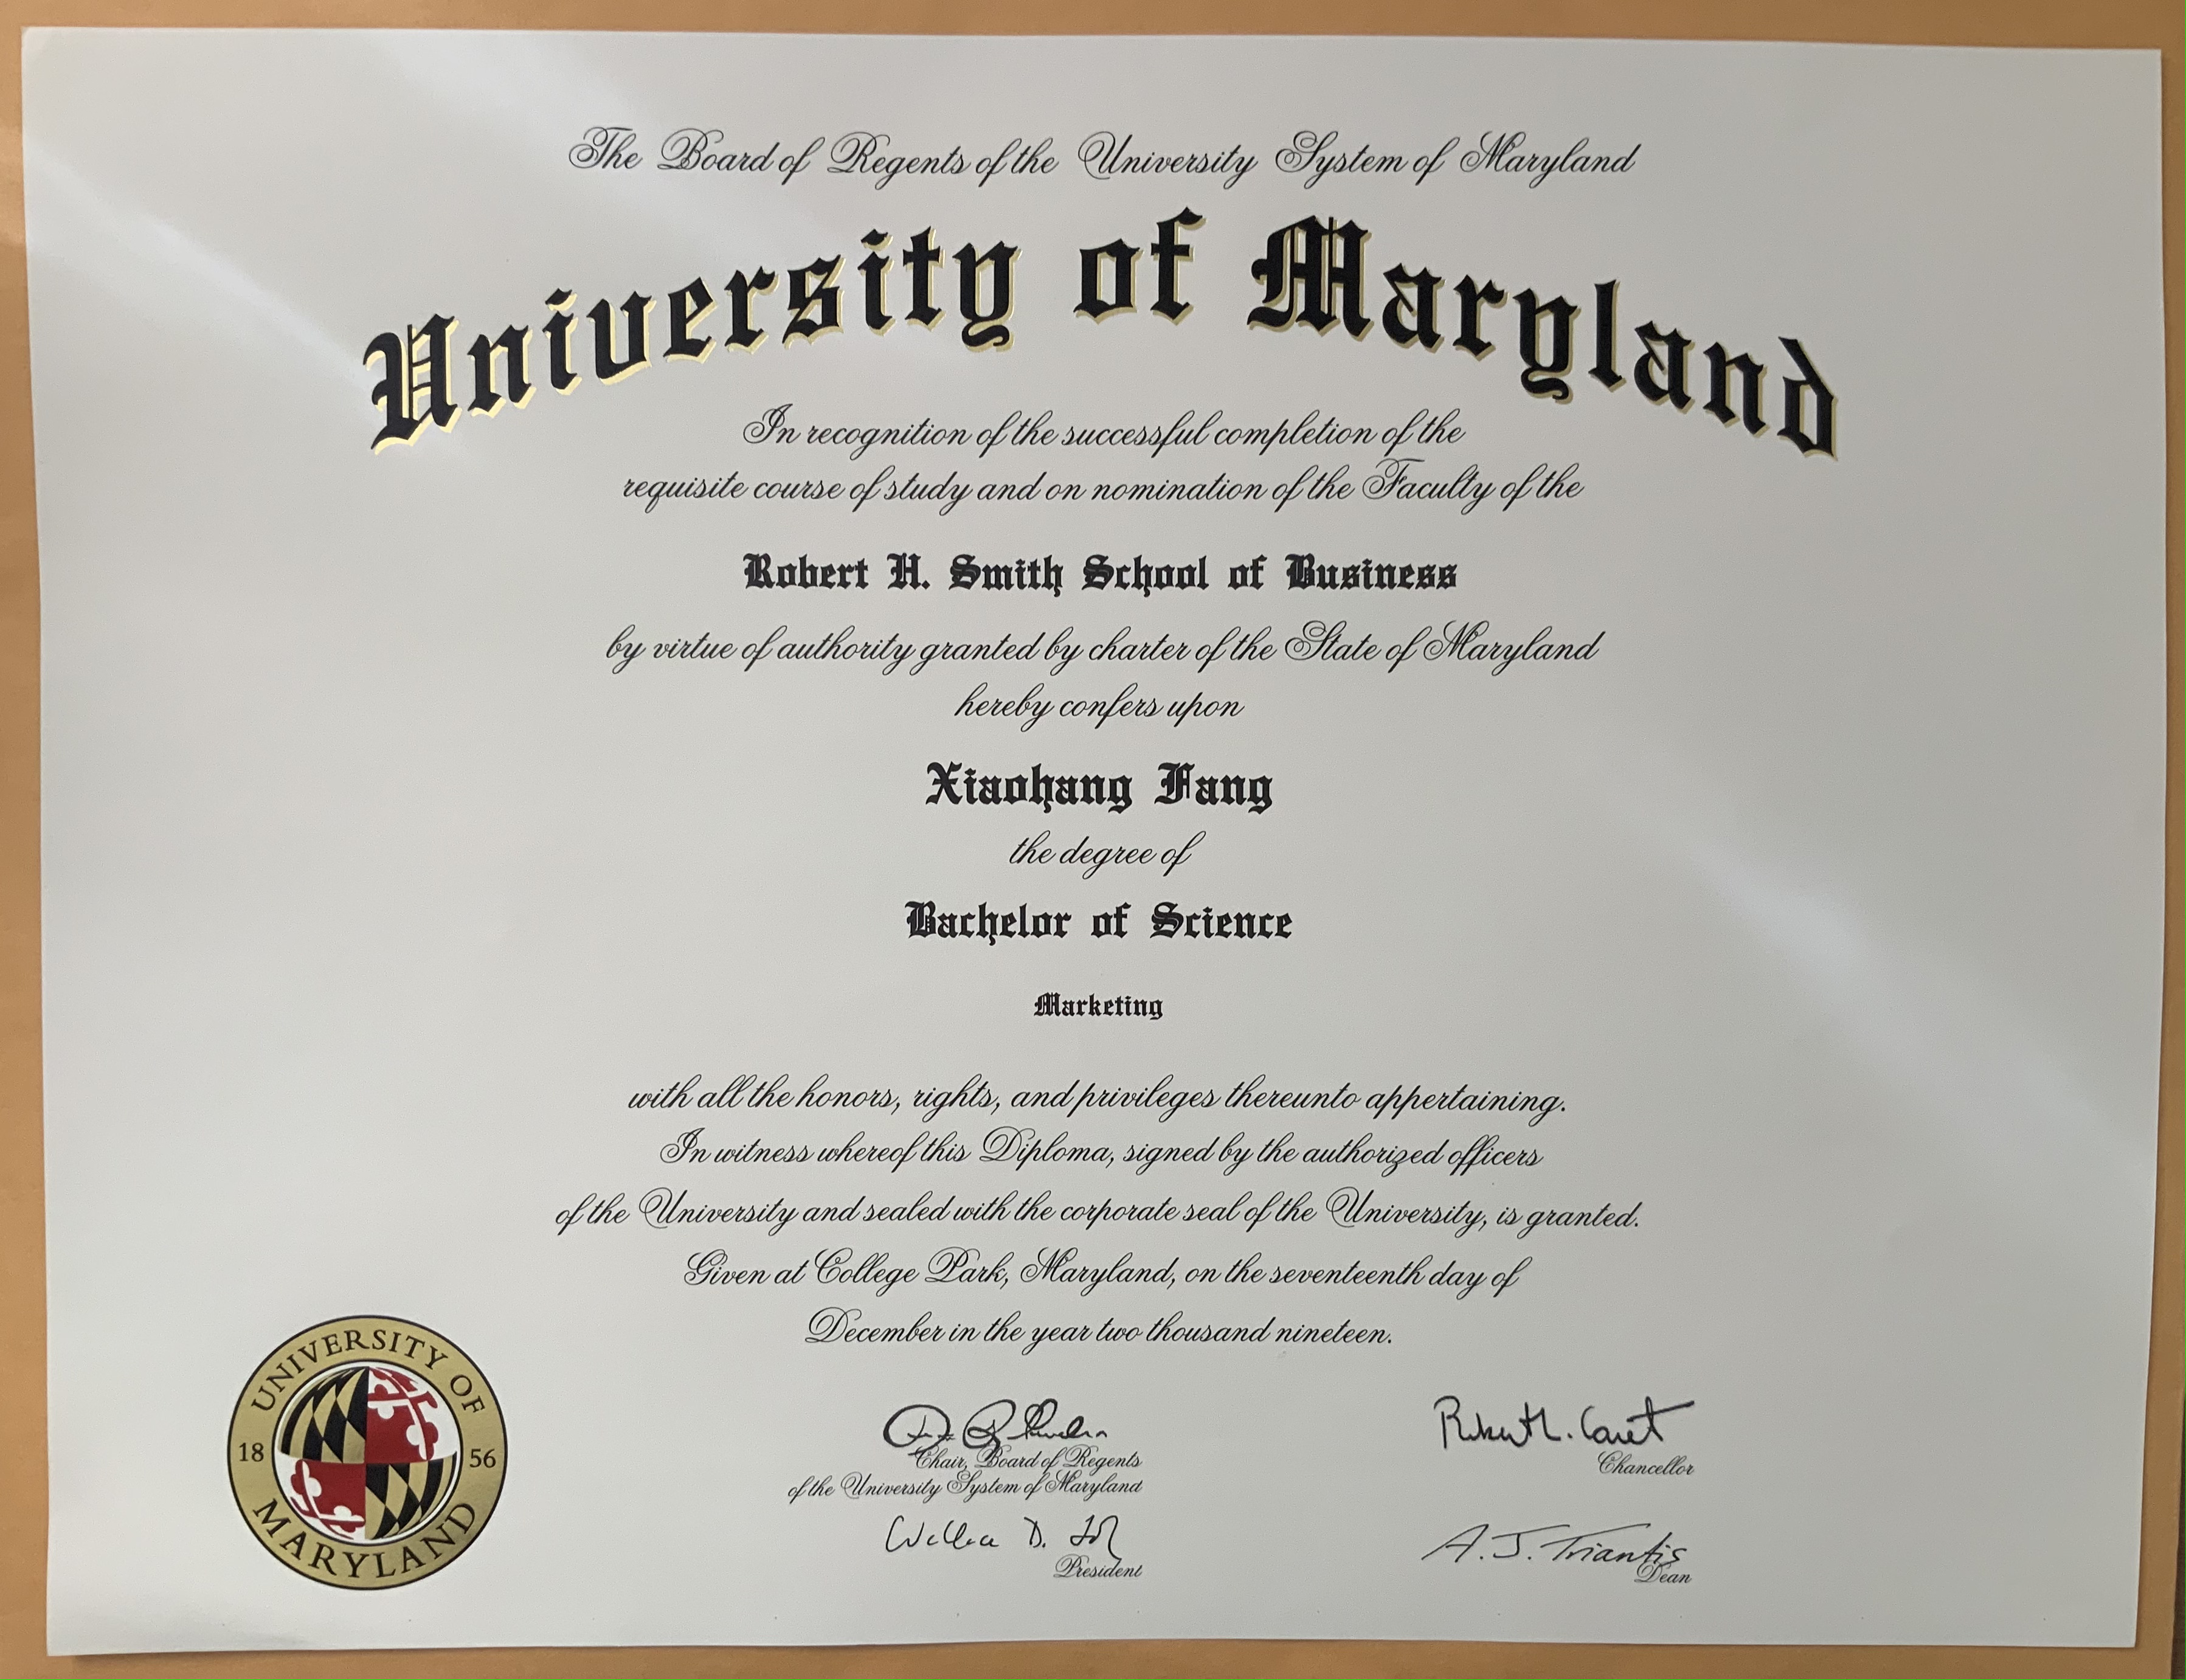 The Board of Regents of the University System of Maryland
University of Maryland
In recognition of the successful completion of the
requisite course of study and on nomination of the Faculty of the
Robert H. Smith School of Business
by virtue of authority granted by charter of the State of Maryland
hereby confers upon
Xiaohang Fang
the degree of
Bachelor of Science
Marketing
with all the honors, rights, and privileges thereunto appertaining.
In witness whereof this Diploma, signed by the authorized officers
of the University and sealed with the corporate seal of the University, is granted.
Given at College Park, Maryland, on the seventeenth day of
December in the year two thousand nineteen.
UNIVERSITY OF
18 56
MARYLAND
Chair, Board of Regents
of the University System of Maryland
Robert L. Caret
Chancellor
Wallace D. Loh
President
A. J. Triantis
Dean